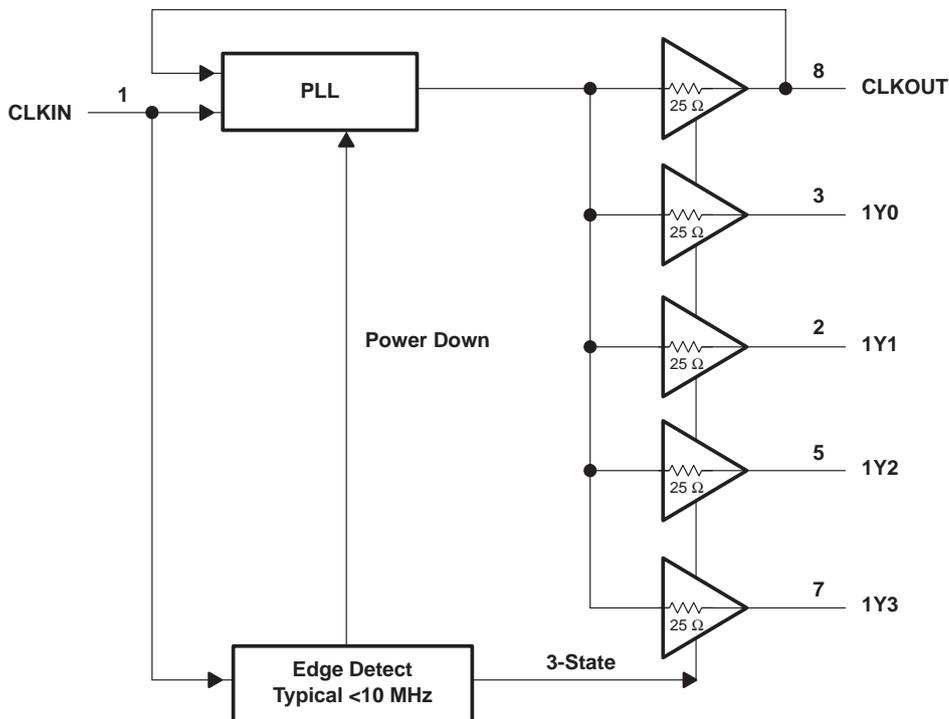 PLL
25 Ω
8
CLKOUT
1
CLKIN
3
1Y0
25 Ω
2
1Y1
25 Ω
Power Down
5
1Y2
25 Ω
7
1Y3
25 Ω
Edge Detect
Typical <10 MHz
3-State